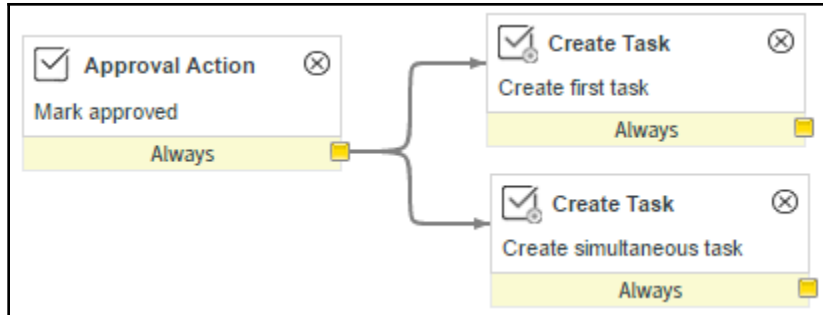 Approval Action
Mark approved
Always
Create Task
Create first task
Always
Create Task
Create simultaneous task
Always